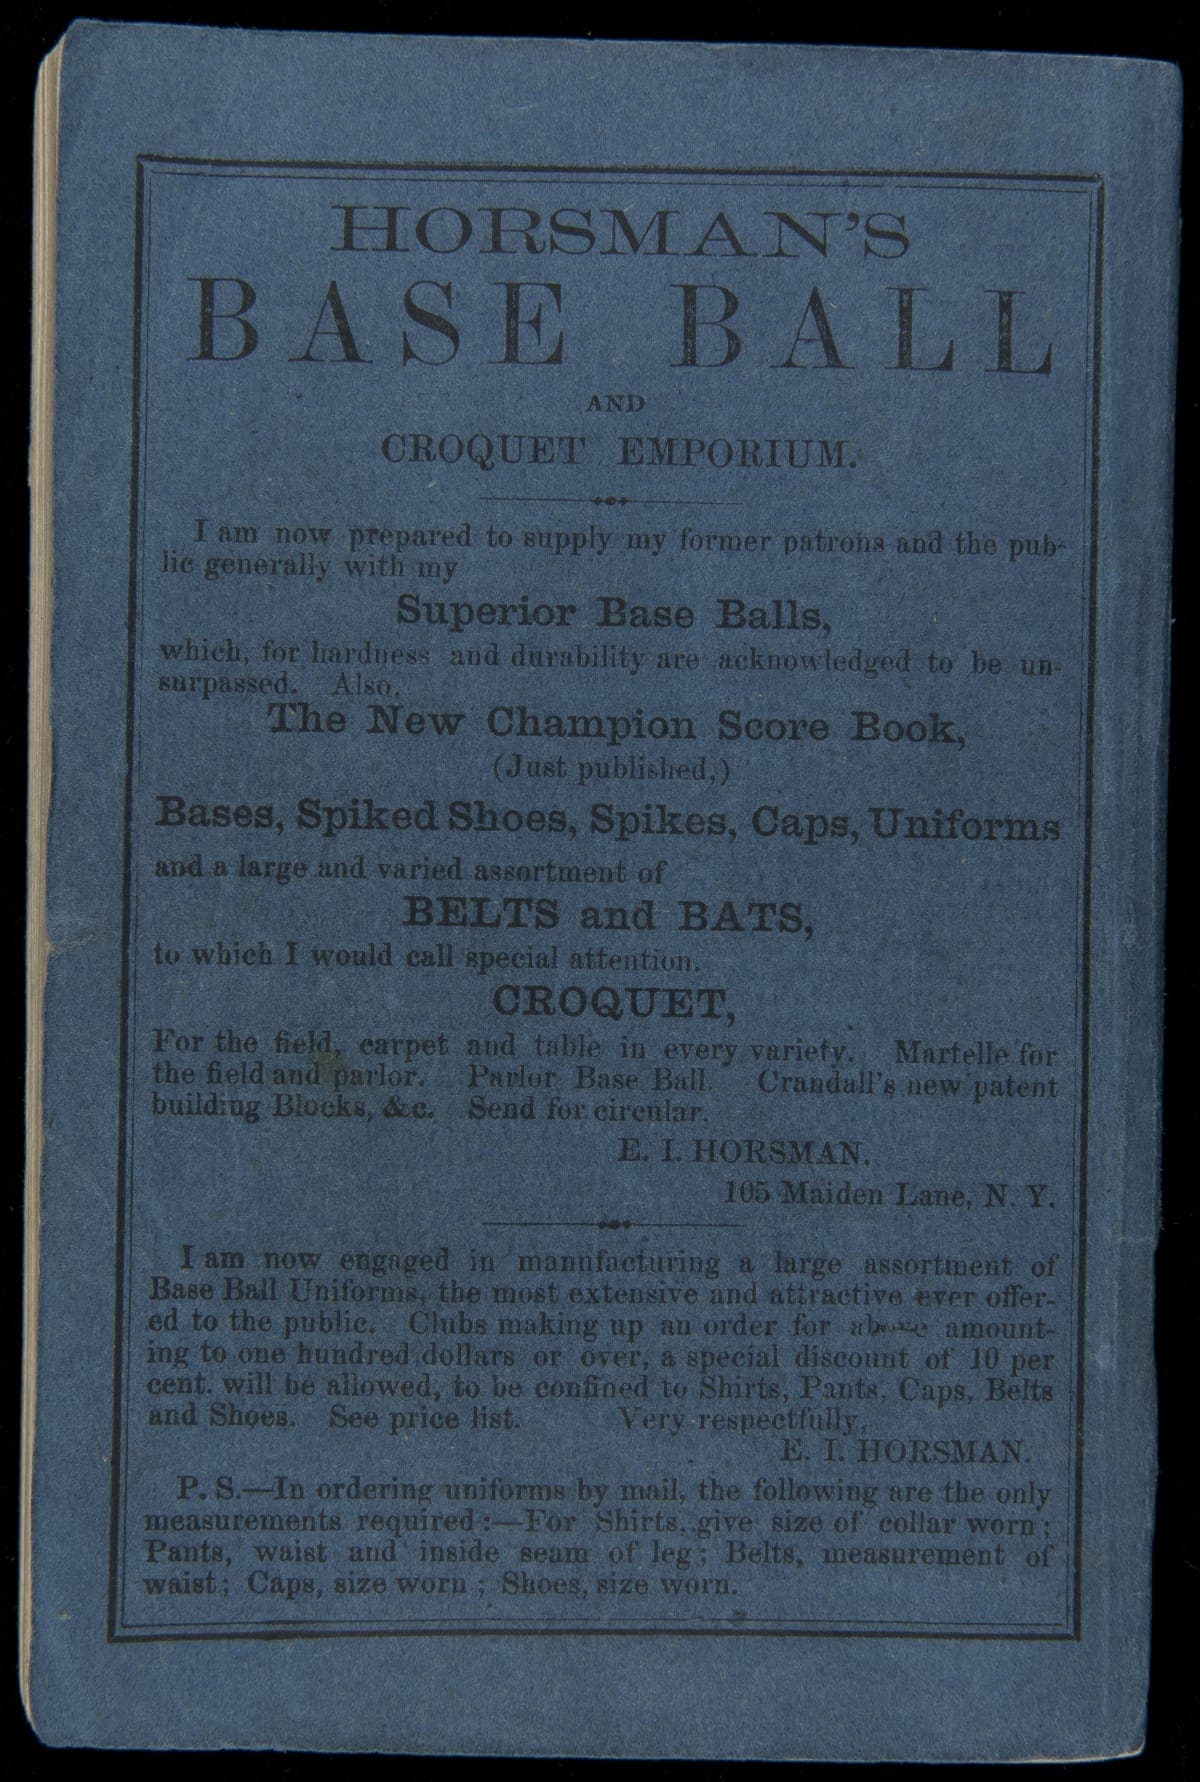 HORSMAN'S
BASE BALL
AND
CROQUET EMPORIUM.
I am now prepared to supply my former patrons and the pub-
lic generally with my
Superior Base Balls,
which, for hardness and durability are acknowledged to be un-
surpassed. Also,
The New Champion Score Book,
(Just published,)
Bases, Spiked Shoes, Spikes, Caps, Uniforms
and a large and varied assortment of
BELTS and BATS,
to which I would call special attention.
CROQUET,
For the field, carpet and table in every variety. Martelle for
the field and parlor. Parlor Base Ball. Crandall's new patent
building Blocks, &c. Send for circular.
E. I. HORSMAN.
105 Maiden Lane, N. Y.
I am now engaged in manufacturing a large assortment of
Base Ball Uniforms, the most extensive and attractive ever offer-
ed to the public. Clubs making up an order for above amount-
ing to one hundred dollars or over, a special discount of 10 per
cent. will be allowed, to be confined to Shirts, Pants, Caps, Belts
and Shoes. See price list. Very respectfully,
E. I. HORSMAN.
P. S.—In ordering uniforms by mail, the following are the only
measurements required:—For Shirts, give size of collar worn;
Pants, waist and inside seam of leg; Belts, measurement of
waist; Caps, size worn; Shoes, size worn.